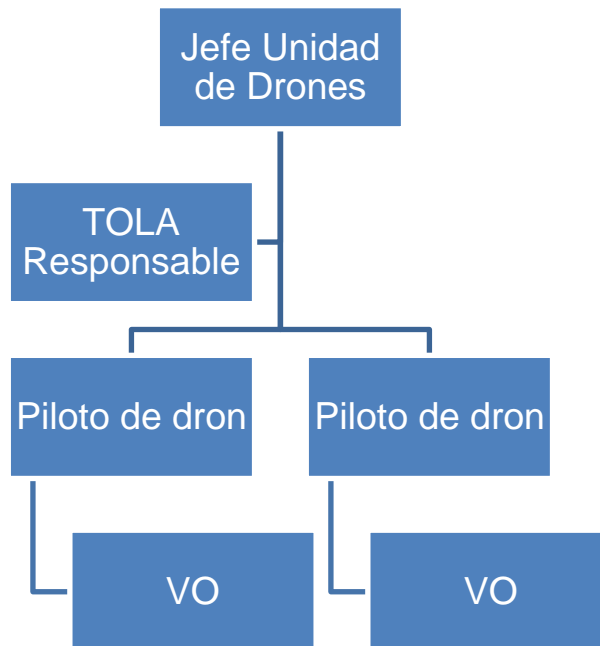 Jefe Unidad
de Drones
TOLA
Responsable
Piloto de dron
Piloto de dron
VO
VO